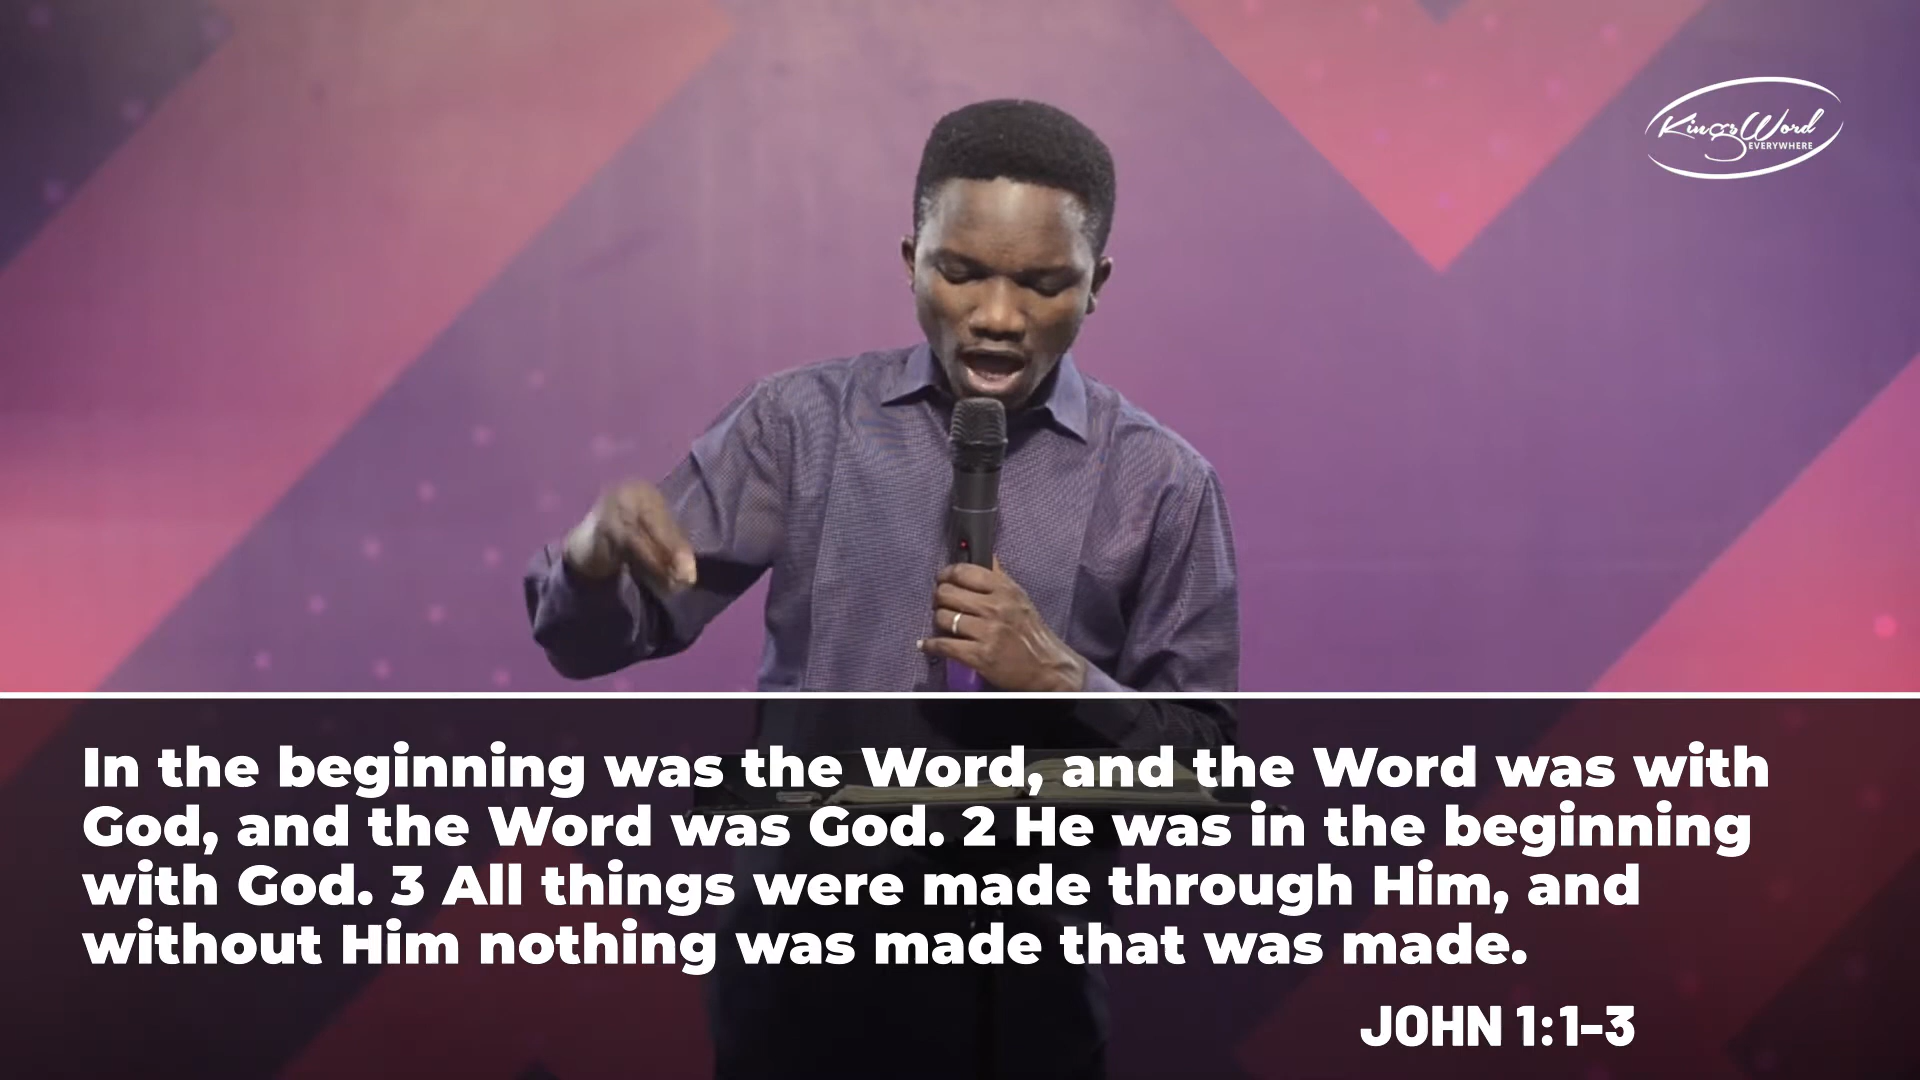 KingsWord
EVERYWHERE
In the beginning was the Word, and the Word was with
God, and the Word was God. 2 He was in the beginning
with God. 3 All things were made through Him, and
without Him nothing was made that was made.
JOHN 1:1-3